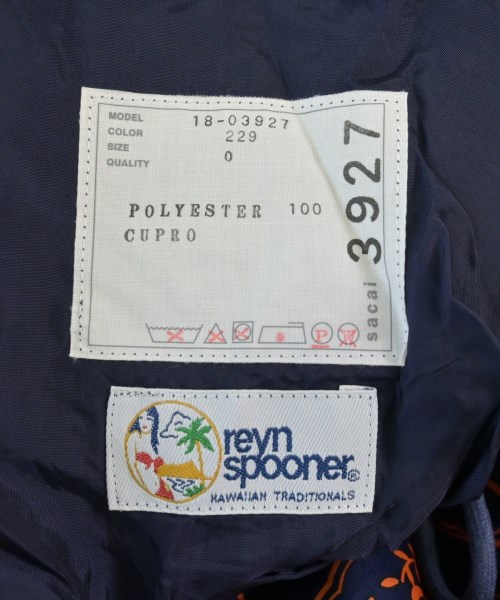 MODEL 18-03927
COLOR 229
SIZE 0
QUALITY
POLYESTER 100
CUPRO
P
W
sacai 3927
reyn
spooner®
HAWAIIAN TRADITIONALS